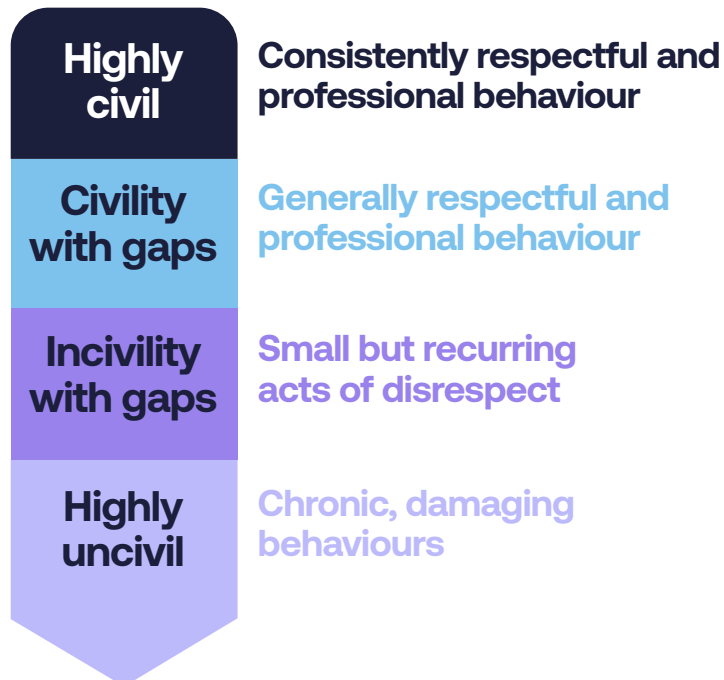 Highly
civil
Consistently respectful and
professional behaviour
Civility
with gaps
Generally respectful and
professional behaviour
Incivility
with gaps
Small but recurring
acts of disrespect
Highly
uncivil
Chronic, damaging
behaviours